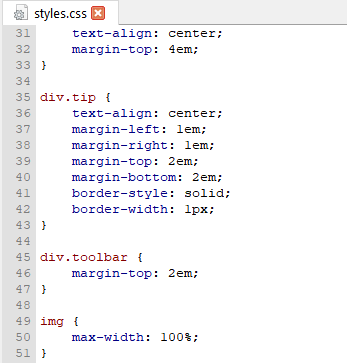 styles.css
31 text-align: center;
32 margin-top: 4em;
33 }
34
35 div.tip {
36 text-align: center;
37 margin-left: 1em;
38 margin-right: 1em;
39 margin-top: 2em;
40 margin-bottom: 2em;
41 border-style: solid;
42 border-width: 1px;
43 }
44
45 div.toolbar {
46 margin-top: 2em;
47 }
48
49 img {
50 max-width: 100%;
51 }